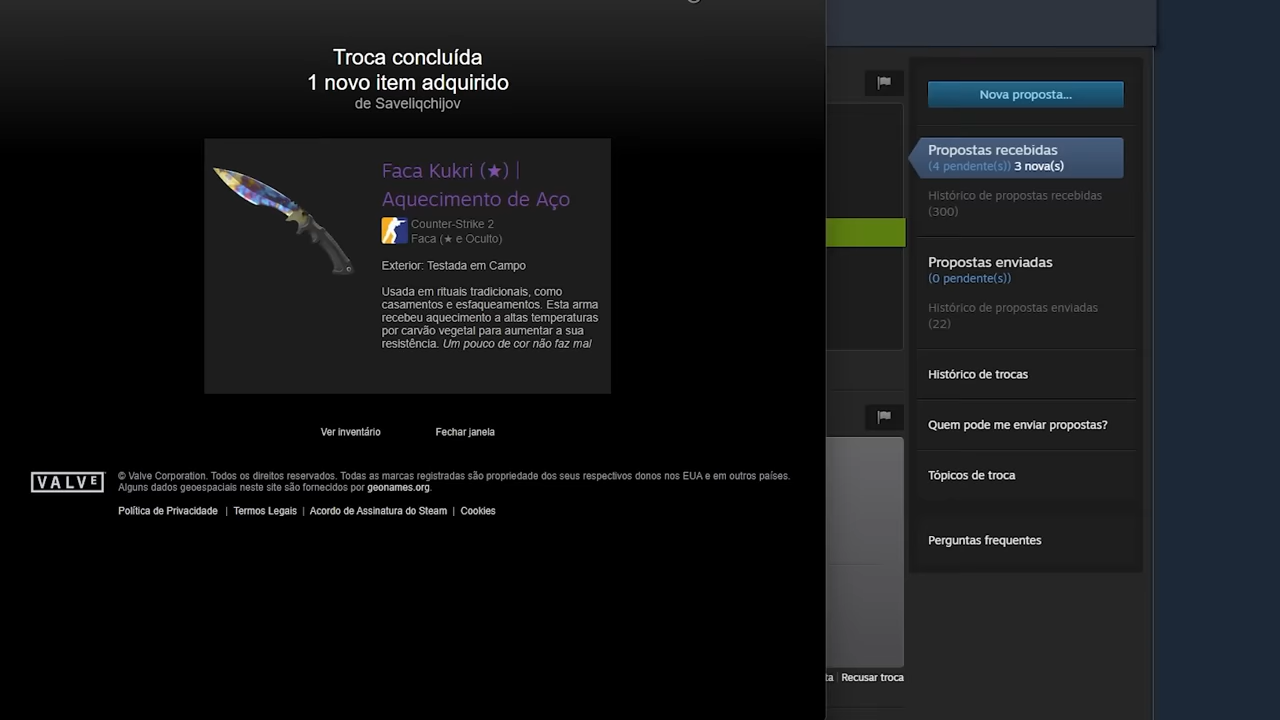 Troca concluída
1 novo item adquirido
de Saveliqchijov
Faca Kukri (★) |
Aquecimento de Aço
Counter-Strike 2
Faca (★ e Oculto)
Exterior: Testada em Campo
Usada em rituais tradicionais, como
casamentos e esfaqueamentos. Esta arma
recebeu aquecimento a altas temperaturas
por carvão vegetal para aumentar a sua
resistência. Um pouco de cor não faz mal
Ver inventário
Fechar janela
VALVE
© Valve Corporation. Todos os direitos reservados. Todas as marcas registradas são propriedade dos seus respectivos donos nos EUA e em outros países.
Alguns dados geoespaciais neste site são fornecidos por geonames.org.
Política de Privacidade | Termos Legais | Acordo de Assinatura do Steam | Cookies
Nova proposta...
Propostas recebidas
(4 pendente(s)) 3 nova(s)
Histórico de propostas recebidas
(300)
Propostas enviadas
(0 pendente(s))
Histórico de propostas enviadas
(22)
Histórico de trocas
Quem pode me enviar propostas?
Tópicos de troca
Perguntas frequentes
ta | Recusar troca